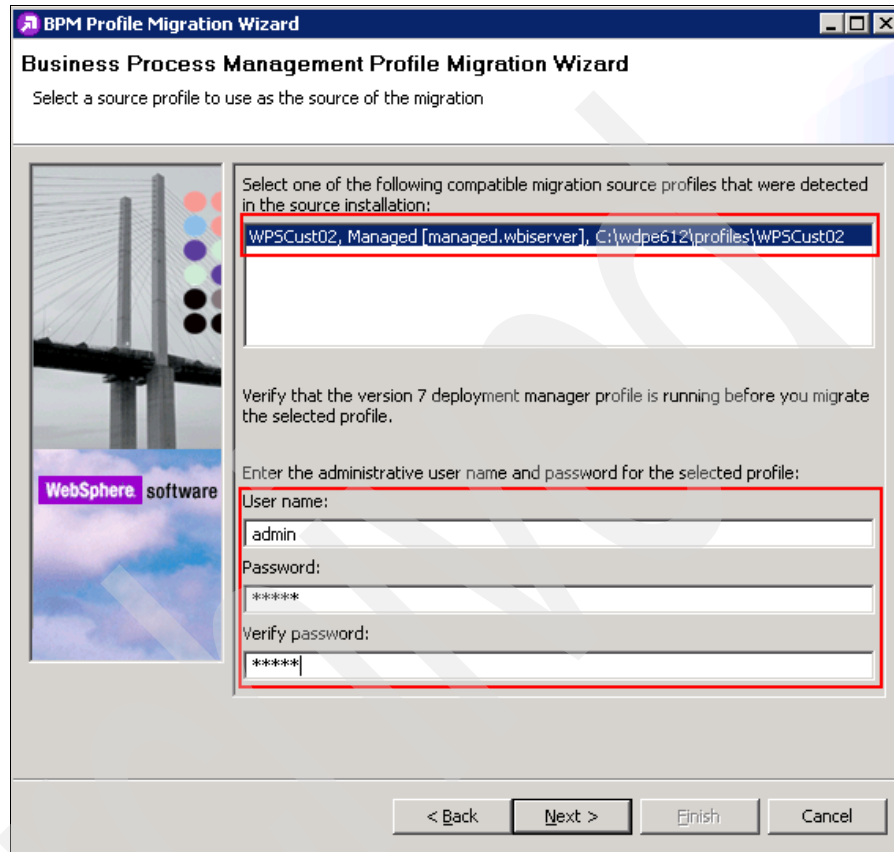 BPM Profile Migration Wizard
Business Process Management Profile Migration Wizard
Select a source profile to use as the source of the migration
Select one of the following compatible migration source profiles that were detected
in the source installation:
WPSCust02, Managed [managed.wbiserver], C:\wdpe612\profiles\WPSCust02
Verify that the version 7 deployment manager profile is running before you migrate
the selected profile.
Enter the administrative user name and password for the selected profile:
WebSphere. software
User name:
admin
Password:
*****
Verify password:
*****
< Back Next > Finish Cancel